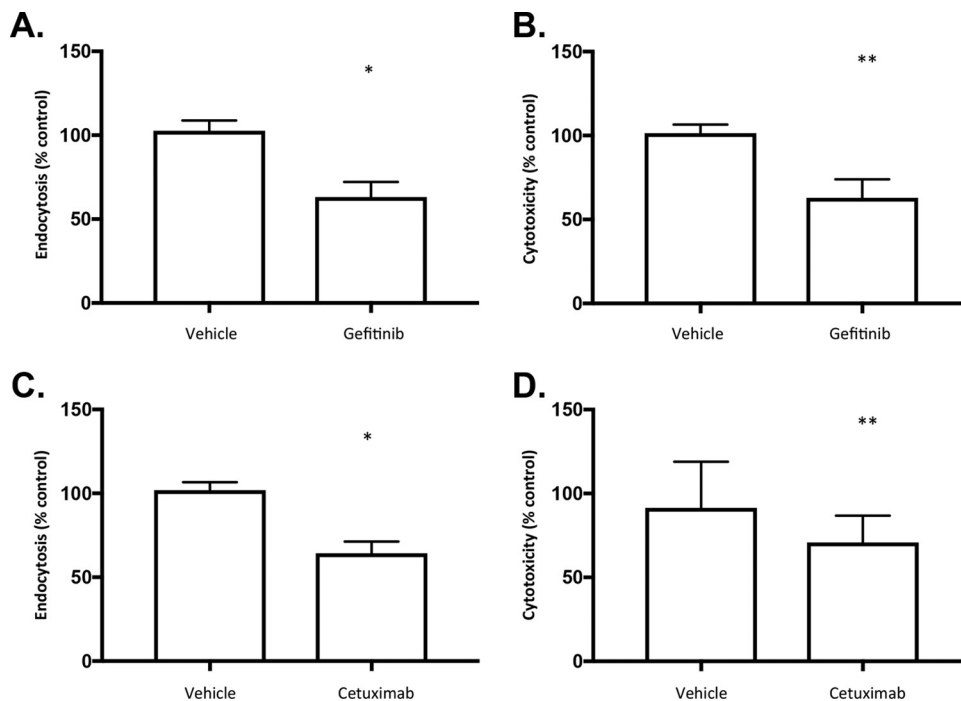 A.
Endocytosis (% control)
150
100
50
0
*
Vehicle
Gefitinib
B.
Cytotoxicity (% control)
150
100
50
0
**
Vehicle
Gefitinib
C.
Endocytosis (% control)
150
100
50
0
*
Vehicle
Cetuximab
D.
Cytotoxicity (% control)
150
100
50
0
**
Vehicle
Cetuximab